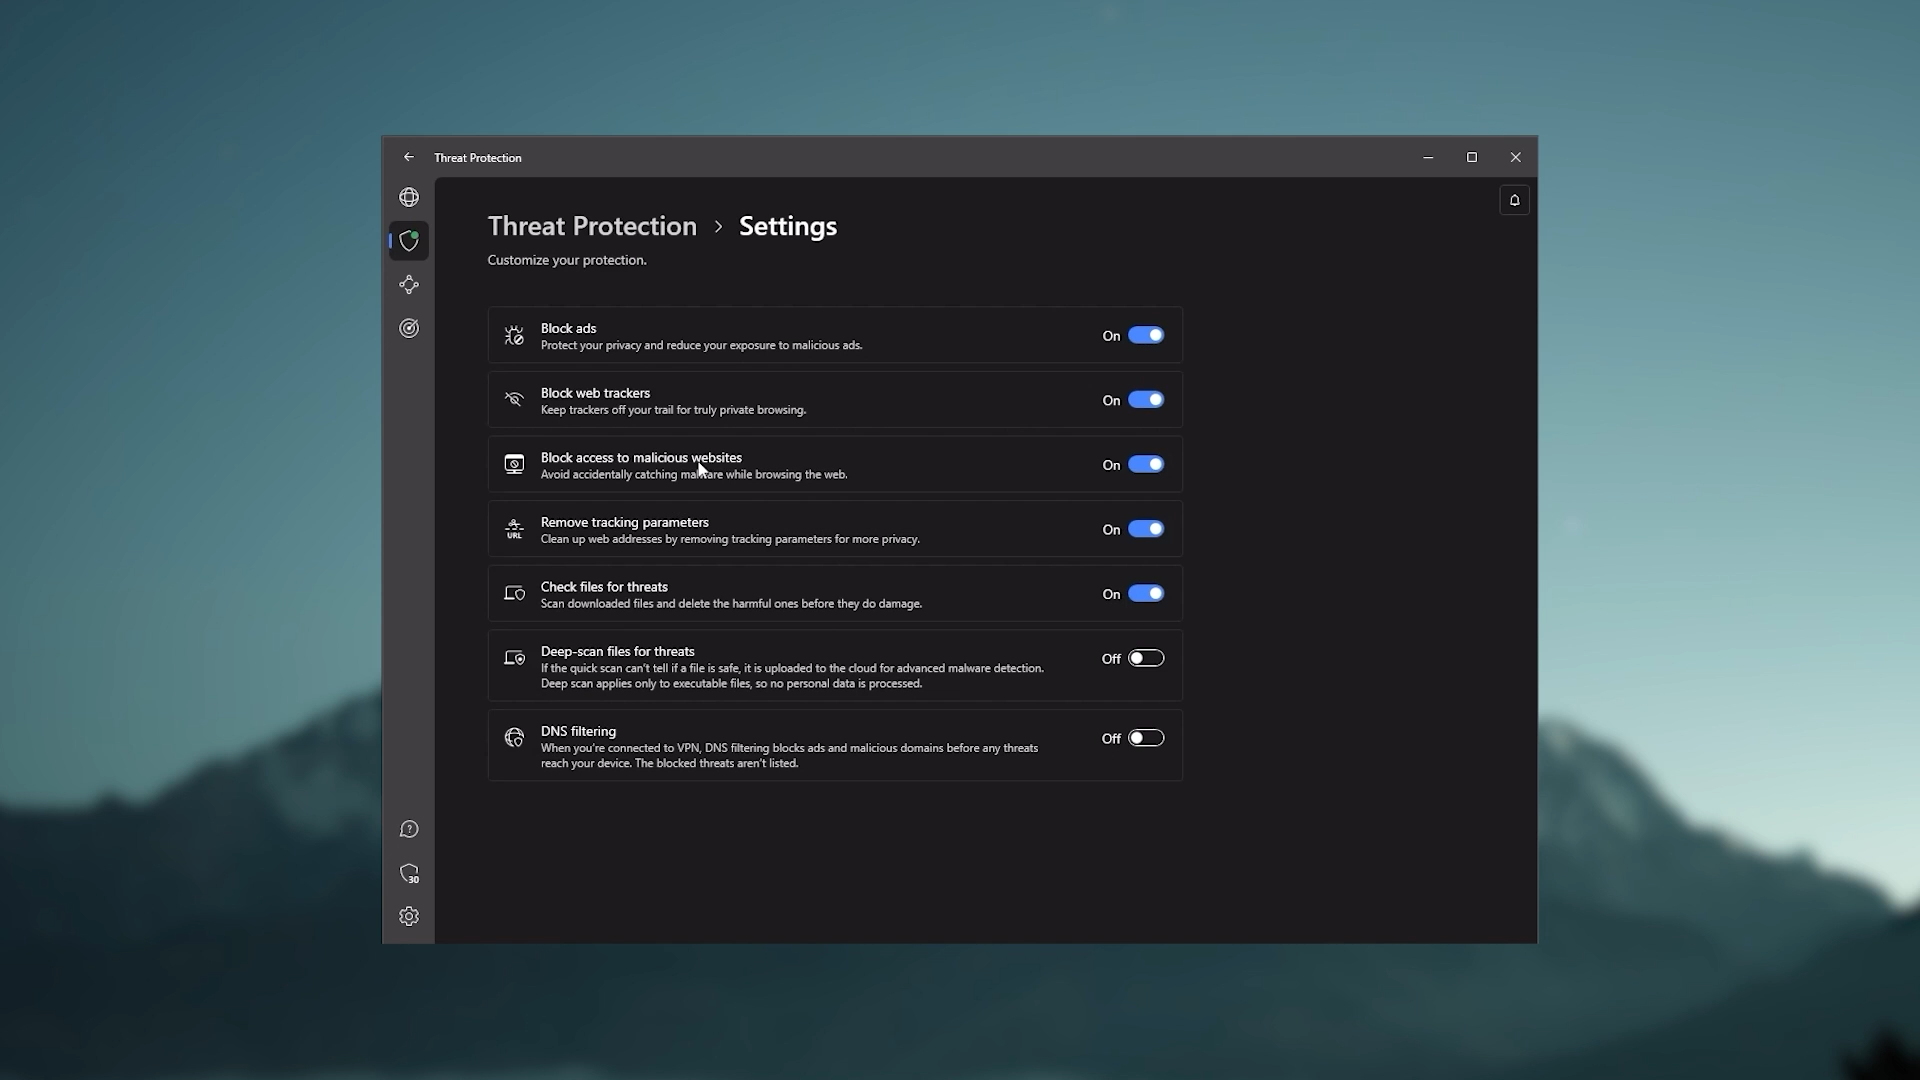 Threat Protection
Threat Protection > Settings
Customize your protection.
Block ads
Protect your privacy and reduce your exposure to malicious ads.
On
Block web trackers
Keep trackers off your trail for truly private browsing.
On
Block access to malicious websites
Avoid accidentally catching malware while browsing the web.
On
URL
Remove tracking parameters
Clean up web addresses by removing tracking parameters for more privacy.
On
Check files for threats
Scan downloaded files and delete the harmful ones before they do damage.
On
Deep-scan files for threats
If the quick scan can't tell if a file is safe, it is uploaded to the cloud for advanced malware detection.
Deep scan applies only to executable files, so no personal data is processed.
Off
DNS filtering
When you're connected to VPN, DNS filtering blocks ads and malicious domains before any threats
reach your device. The blocked threats aren't listed.
Off
30